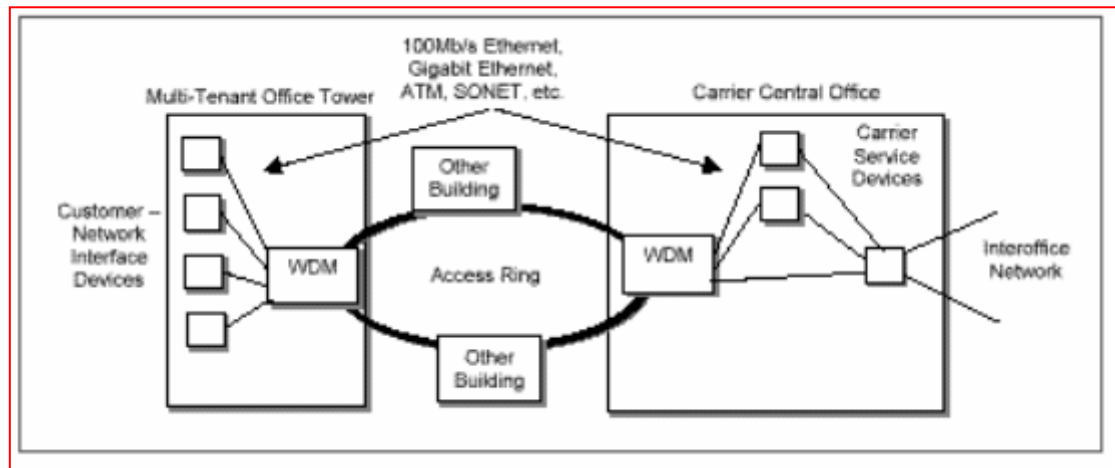 100Mb/s Ethernet,
Gigabit Ethernet,
ATM, SONET, etc.
Multi-Tenant Office Tower
Carrier Central Office
Carrier
Service
Devices
Other
Building
Customer –
Network
Interface
Devices
WDM
Access Ring
WDM
Interoffice
Network
Other
Building